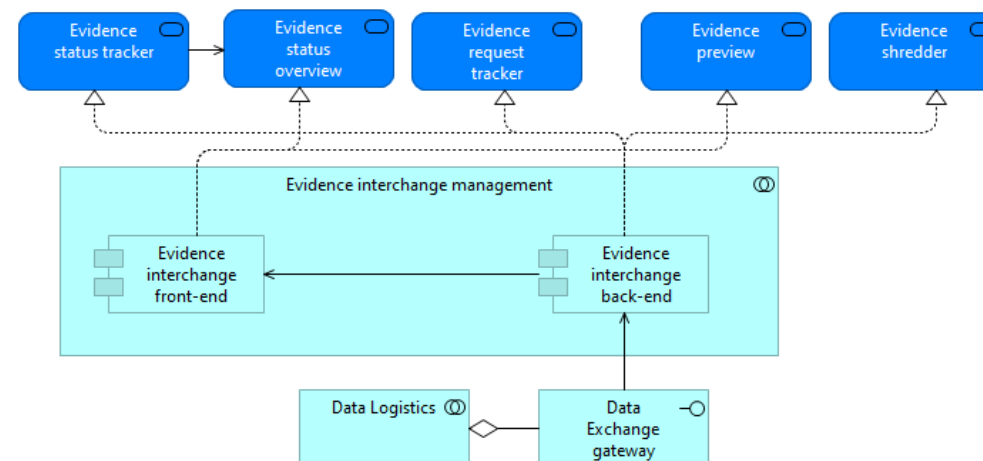 Evidence
status tracker
Evidence
status
overview
Evidence
request
tracker
Evidence
preview
Evidence
shredder
Evidence interchange management
Evidence
interchange
front-end
Evidence
interchange
back-end
Data Logistics
Data
Exchange
gateway